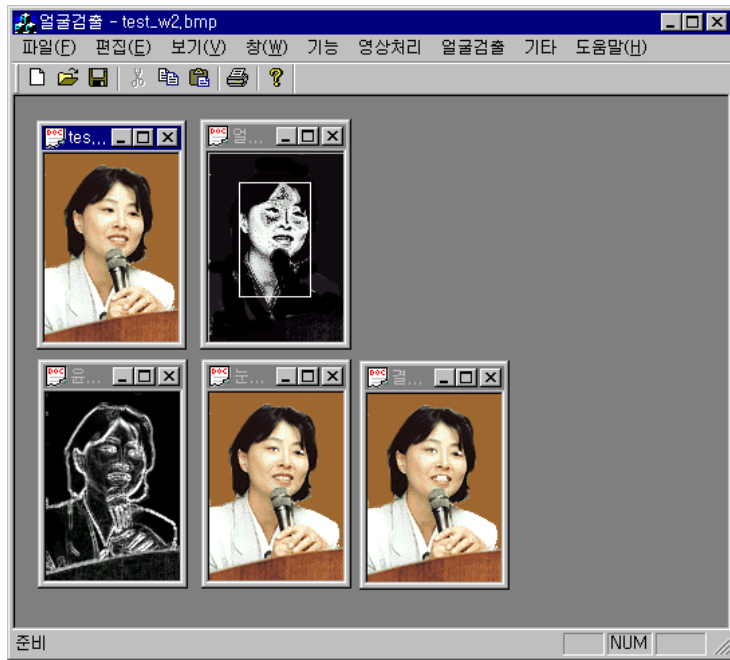 얼굴검출 - test_w2.bmp
파일(F) 편집(E) 보기(V) 창(W) 기능 영상처리 얼굴검출 기타 도움말(H)
tes... 얼...
윤... 눈... 결...
준비 NUM